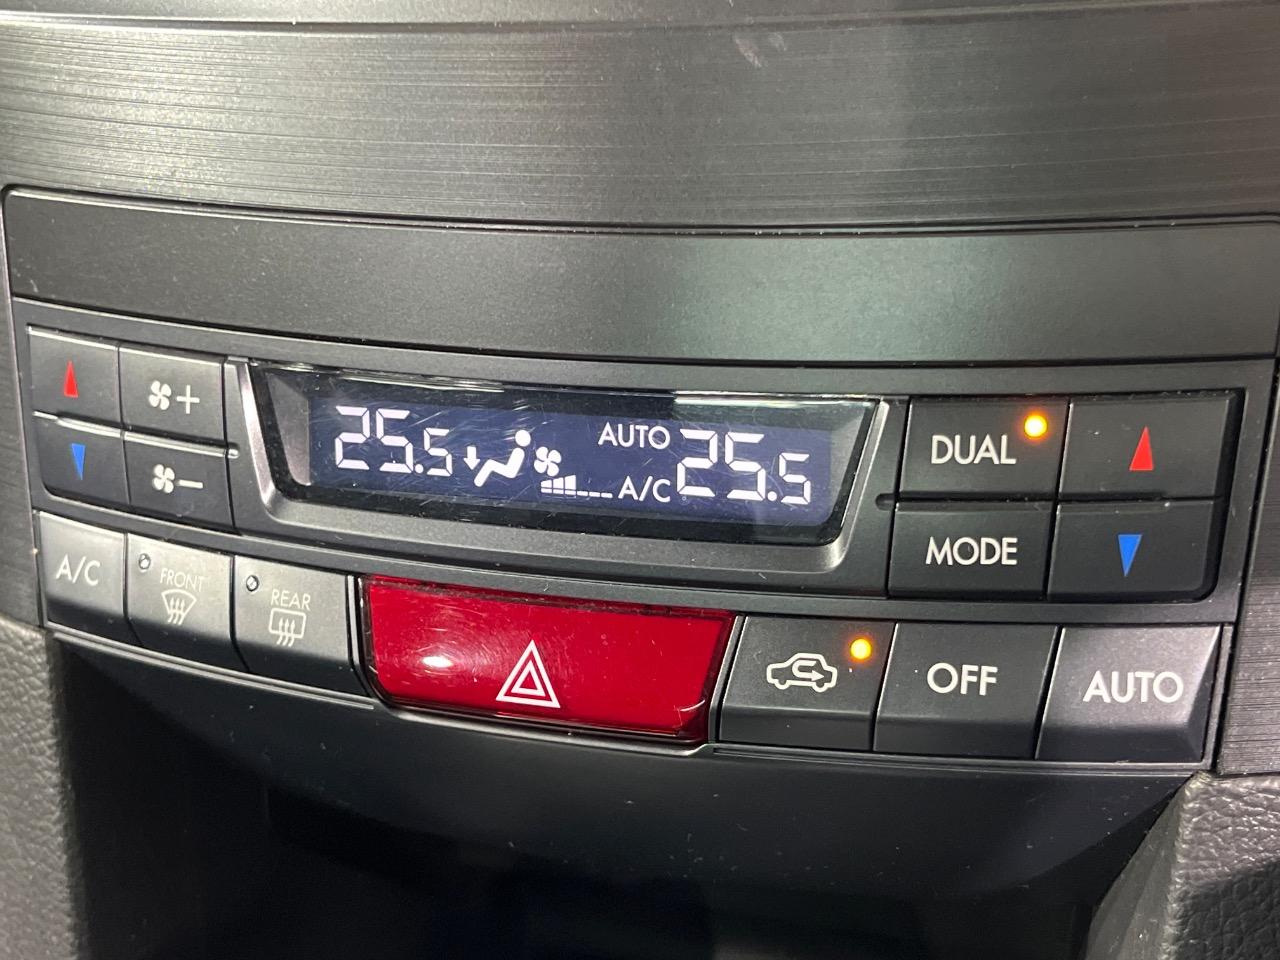 25.5
AUTO
A/C
25.5
DUAL
MODE
A/C
FRONT
REAR
OFF
AUTO